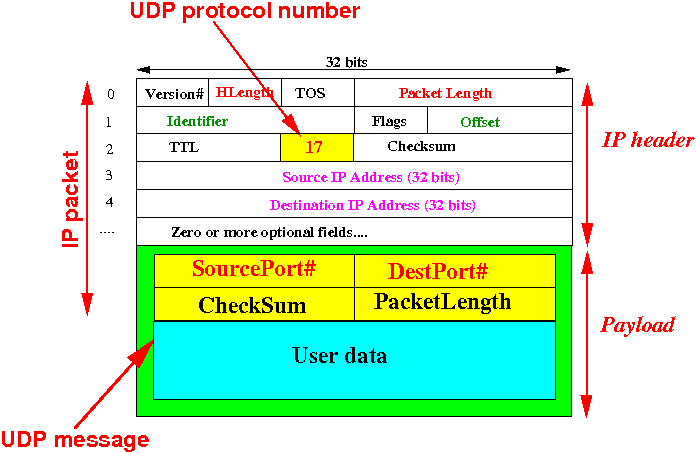 UDP protocol number
32 bits
0 Version# HLength TOS Packet Length
1 Identifier Flags Offset
2 TTL 17 Checksum
3 Source IP Address (32 bits)
4 Destination IP Address (32 bits)
.... Zero or more optional fields....
IP header
IP packet
SourcePort# DestPort#
CheckSum PacketLength
User data
Payload
UDP message